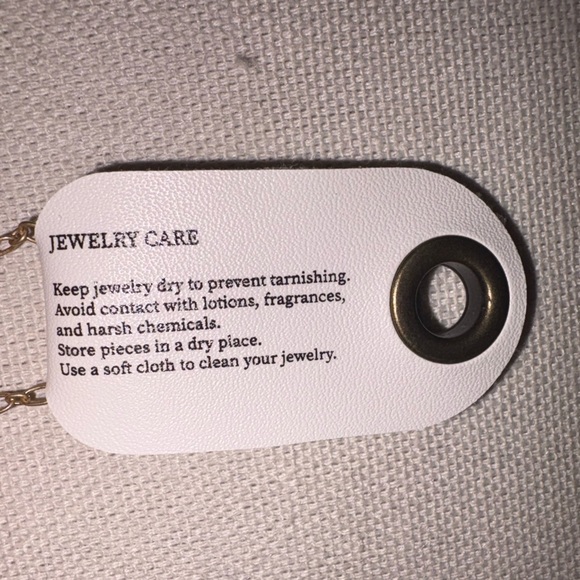 JEWELRY CARE
Keep jewelry dry to prevent tarnishing.
Avoid contact with lotions, fragrances,
and harsh chemicals.
Store pieces in a dry place.
Use a soft cloth to clean your jewelry.